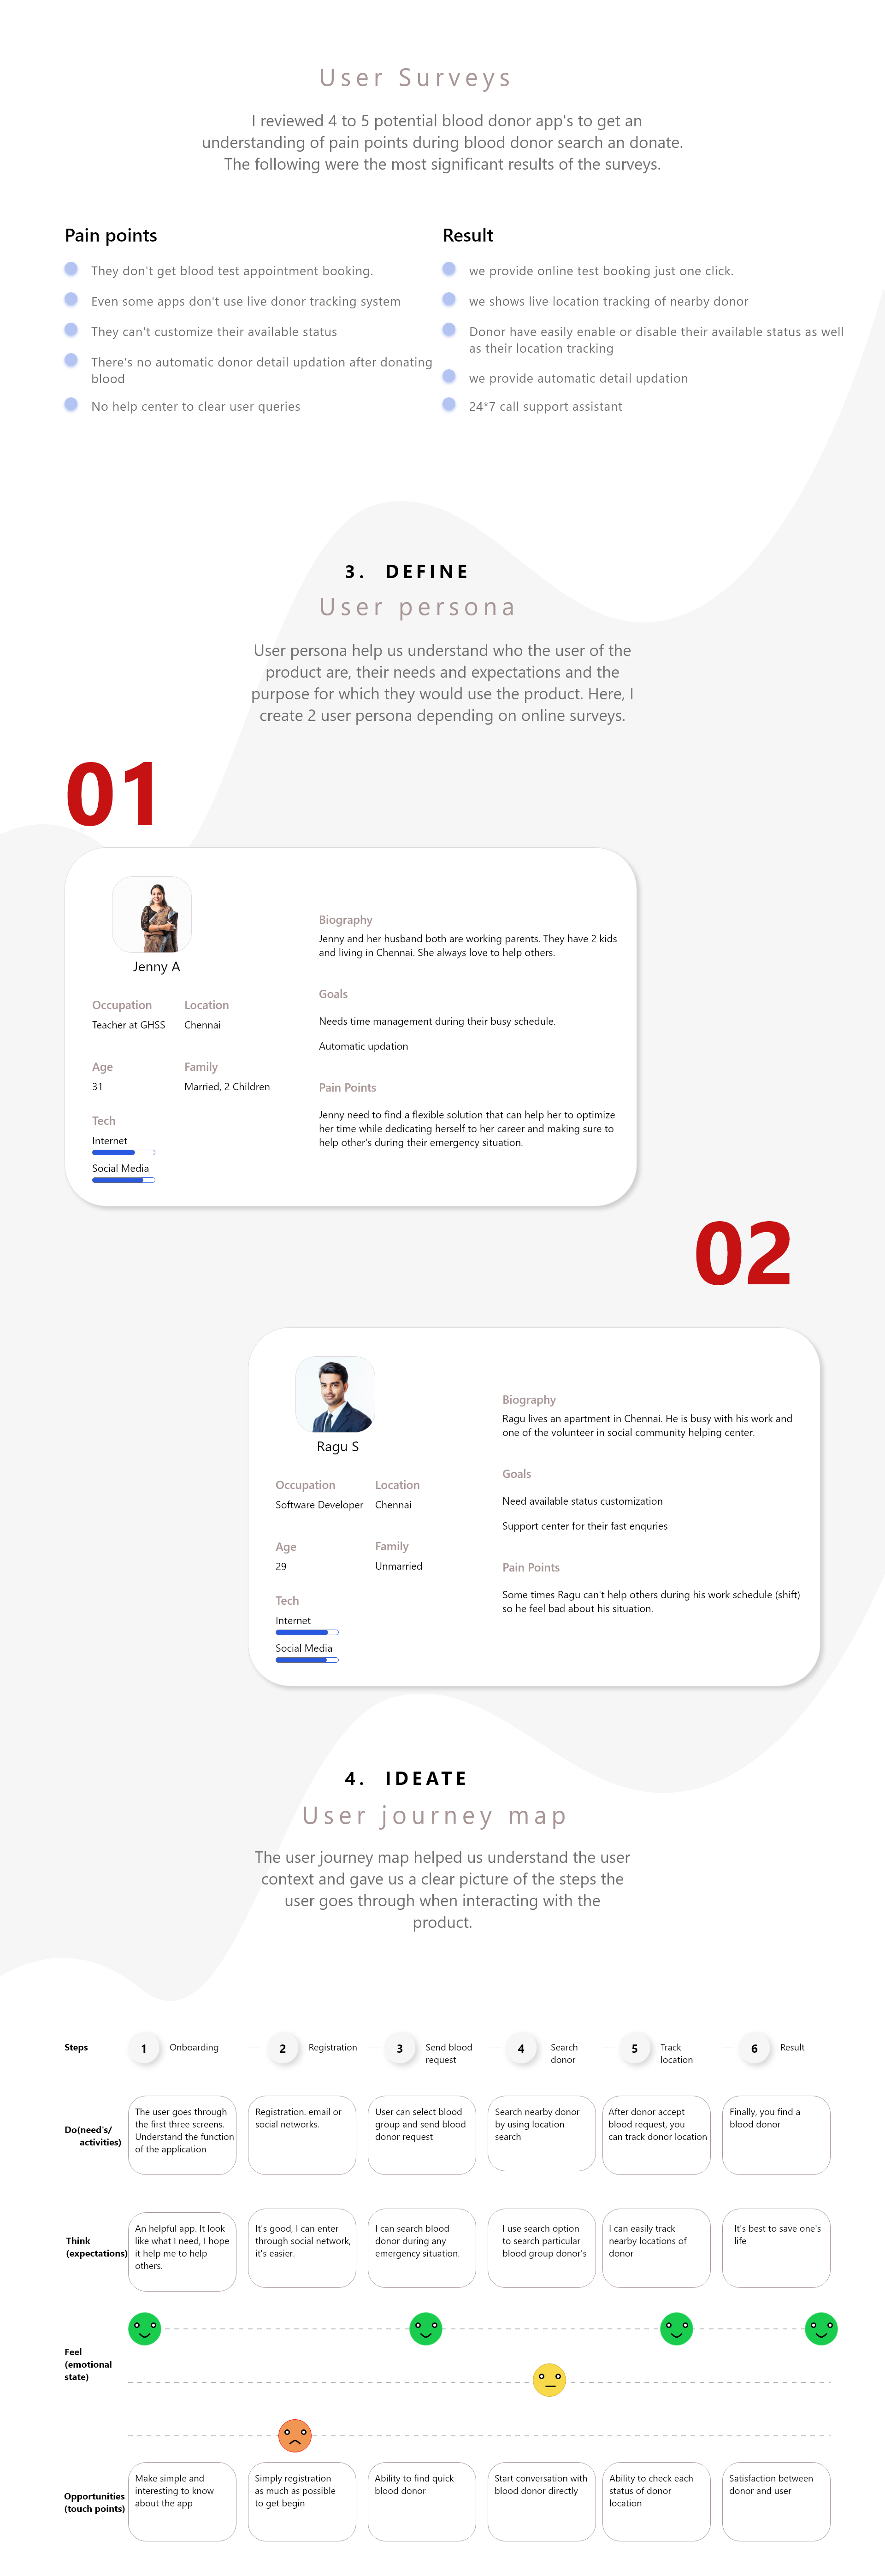 User Surveys
I reviewed 4 to 5 potential blood donor app's to get an
understanding of pain points during blood donor search an donate.
The following were the most significant results of the surveys.
Pain points
They don't get blood test appointment booking.
Even some apps don't use live donor tracking system
They can't customize their available status
There's no automatic donor detail updation after donating
blood
No help center to clear user queries
Result
we provide online test booking just one click.
we shows live location tracking of nearby donor
Donor have easily enable or disable their available status as well
as their location tracking
we provide automatic detail updation
24*7 call support assistant
3. DEFINE
User persona
User persona help us understand who the user of the
product are, their needs and expectations and the
purpose for which they would use the product. Here, I
create 2 user persona depending on online surveys.
01
Jenny A
Occupation
Teacher at GHSS
Location
Chennai
Age
31
Family
Married, 2 Children
Tech
Internet
Social Media
Biography
Jenny and her husband both are working parents. They have 2 kids
and living in Chennai. She always love to help others.
Goals
Needs time management during their busy schedule.
Automatic updation
Pain Points
Jenny need to find a flexible solution that can help her to optimize
her time while dedicating herself to her career and making sure to
help other's during their emergency situation.
02
Ragu S
Occupation
Software Developer
Location
Chennai
Age
29
Family
Unmarried
Tech
Internet
Social Media
Biography
Ragu lives an apartment in Chennai. He is busy with his work and
one of the volunteer in social community helping center.
Goals
Need available status customization
Support center for their fast enquries
Pain Points
Some times Ragu can't help others during his work schedule (shift)
so he feel bad about his situation.
4. IDEATE
User journey map
The user journey map helped us understand the user
context and gave us a clear picture of the steps the
user goes through when interacting with the
product.
Steps
1
Onboarding
2
Registration
3
Send blood
request
4
Search
donor
5
Track
location
6
Result
Do(need's/
activities)
The user goes through
the first three screens.
Understand the function
of the application
Registration. email or
social networks.
User can select blood
group and send blood
donor request
Search nearby donor
by using location
search
After donor accept
blood request, you
can track donor location
Finally, you find a
blood donor
Think
(expectations)
An helpful app. It look
like what I need, I hope
it help me to help
others.
It's good, I can enter
through social network,
it's easier.
I can search blood
donor during any
emergency situation.
I use search option
to search particular
blood group donor's
I can easily track
nearby locations of
donor
It's best to save one's
life
Feel
(emotional
state)
Opportunities
(touch points)
Make simple and
interesting to know
about the app
Simply registration
as much as possible
to get begin
Ability to find quick
blood donor
Start conversation with
blood donor directly
Ability to check each
status of donor
location
Satisfaction between
donor and user